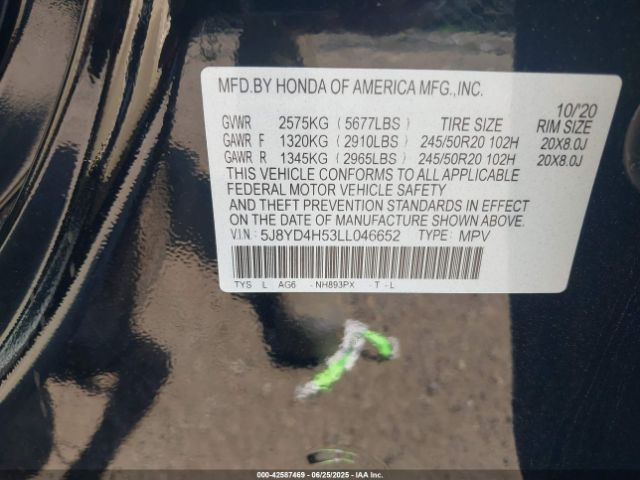 MFD.BY HONDA OF AMERICA MFG.,INC.
10/'20
GVWR 2575KG (5677LBS) TIRE SIZE RIM SIZE
GAWR F 1320KG (2910LBS) 245/50R20 102H 20X8.0J
GAWR R 1345KG (2965LBS) 245/50R20 102H 20X8.0J
THIS VEHICLE CONFORMS TO ALL APPLICABLE
FEDERAL MOTOR VEHICLE SAFETY
AND THEFT PREVENTION STANDARDS IN EFFECT
ON THE DATE OF MANUFACTURE SHOWN ABOVE.
VIN: 5J8YD4H53LL046652 TYPE: MPV
TYS L AG6 -NH893PX T -L
000-42587469 - 06/25/2025 - IAAI.CA